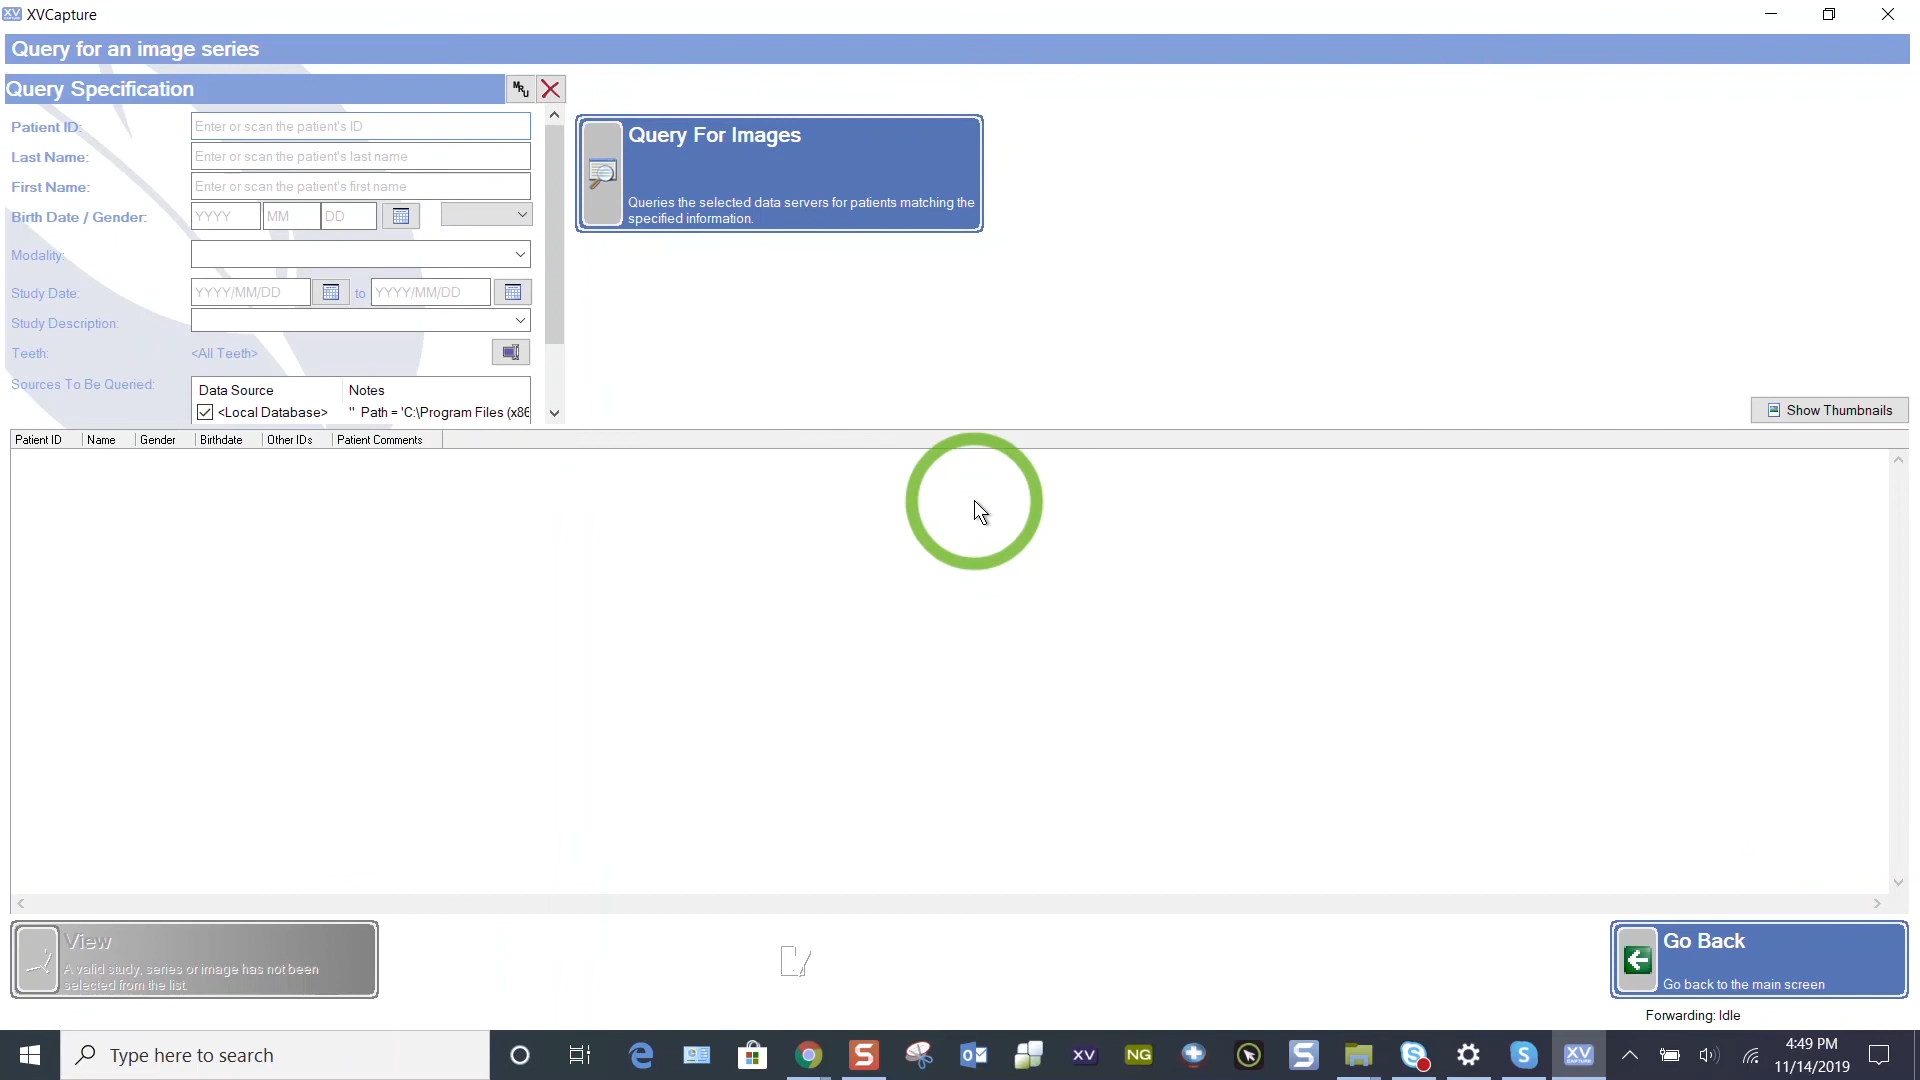 XV XVCapture
Query for an image series
Query Specification
MRU
Patient ID:
Enter or scan the patient's ID
Last Name:
Enter or scan the patient's last name
First Name:
Enter or scan the patient's first name
Birth Date / Gender:
YYYY MM DD
Modality:
Study Date:
YYYY/MM/DD to YYYY/MM/DD
Study Description:
Teeth: <All Teeth>
Sources To Be Queried:
Data Source Notes
<Local Database> '' Path = 'C:\Program Files (x86
Query For Images
Queries the selected data servers for patients matching the
specified information.
Show Thumbnails
Patient ID Name Gender Birthdate Other IDs Patient Comments
View
A valid study, series or image has not been
selected from the list.
Go Back
Go back to the main screen
Forwarding: Idle
Type here to search
XV
NG
XV
CAPTURE
4:49 PM
11/14/2019